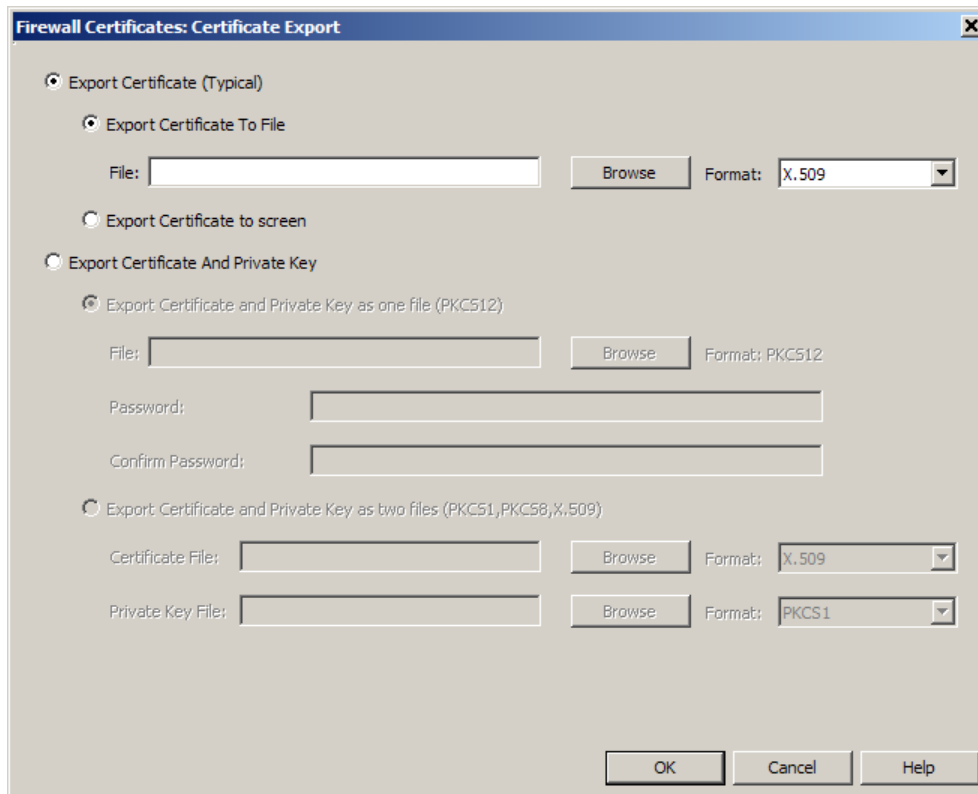 Firewall Certificates: Certificate Export
Export Certificate (Typical)
Export Certificate To File
File: Browse Format: X.509
Export Certificate to screen
Export Certificate And Private Key
Export Certificate and Private Key as one file (PKCS12)
File: Browse Format: PKCS12
Password:
Confirm Password:
Export Certificate and Private Key as two files (PKCS1,PKCS8,X.509)
Certificate File: Browse Format: X.509
Private Key File: Browse Format: PKCS1
OK Cancel Help